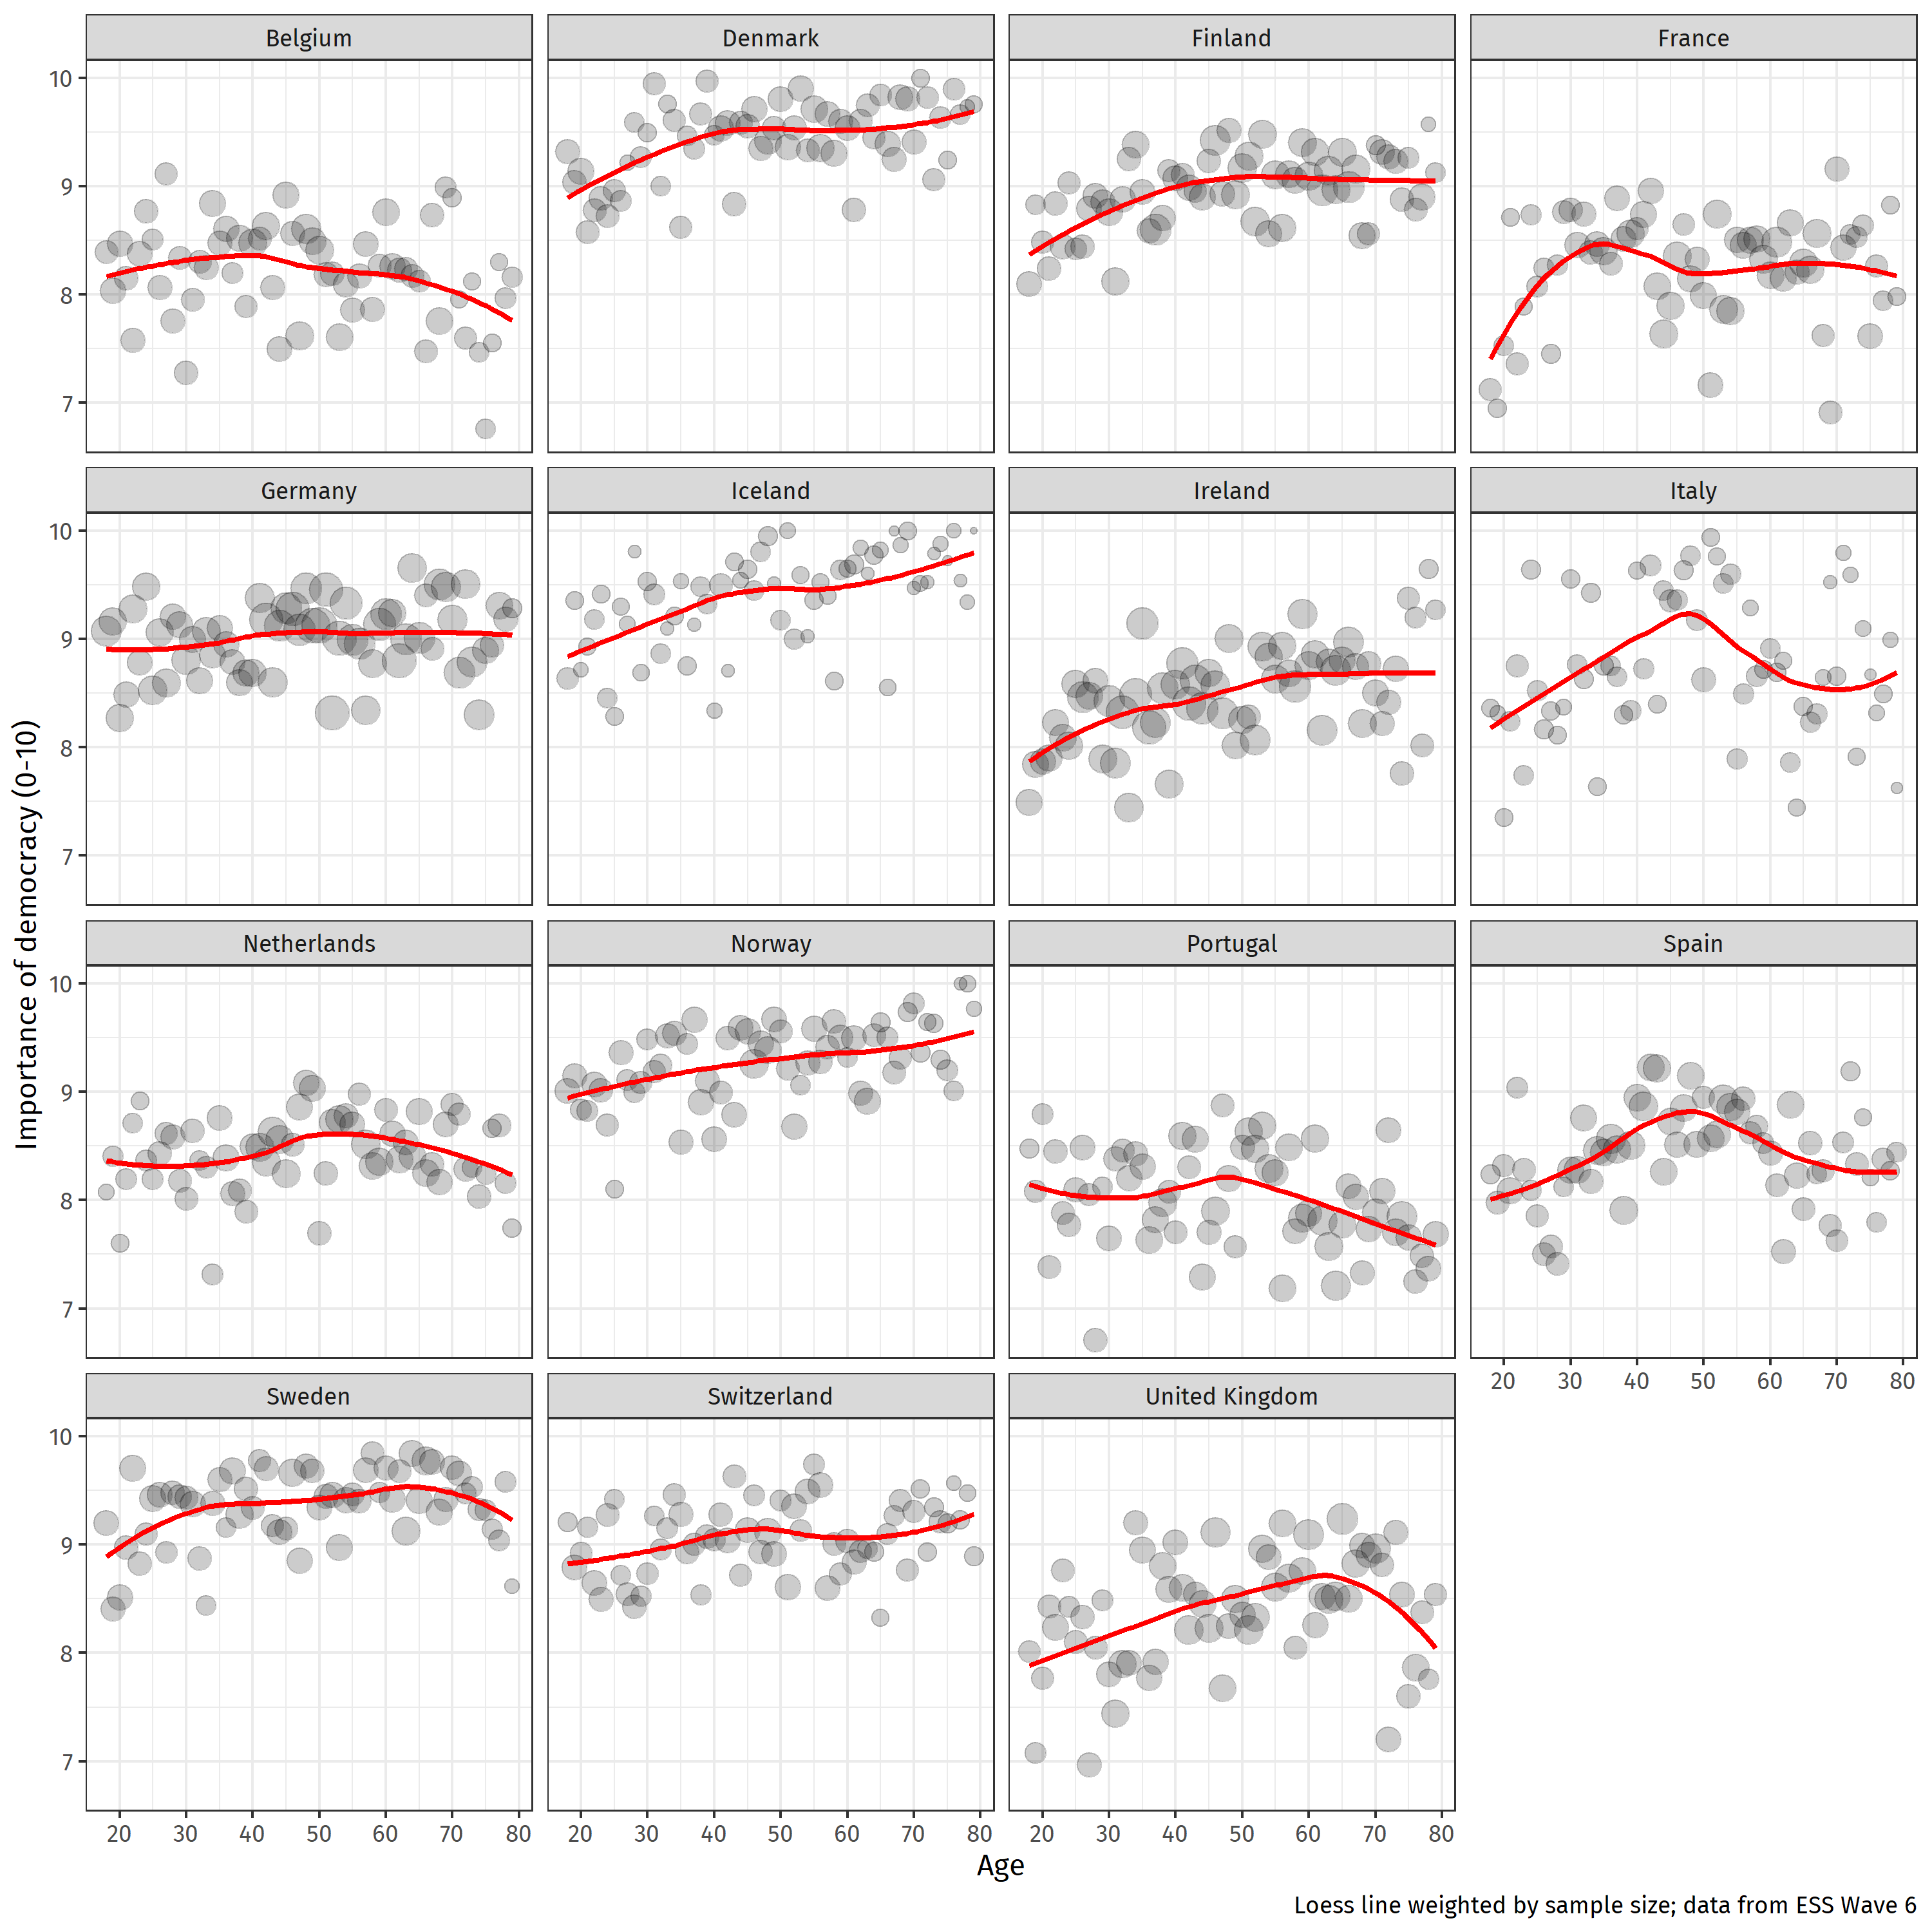 Belgium Denmark Finland France
10
9
8
7
Germany Iceland Ireland Italy
10
9
8
7
Importance of democracy (0-10)
Netherlands Norway Portugal Spain
10
9
8
7
20 30 40 50 60 70 80
Sweden Switzerland United Kingdom
10
9
8
7
20 30 40 50 60 70 80 20 30 40 50 60 70 80 20 30 40 50 60 70 80
Age
Loess line weighted by sample size; data from ESS Wave 6